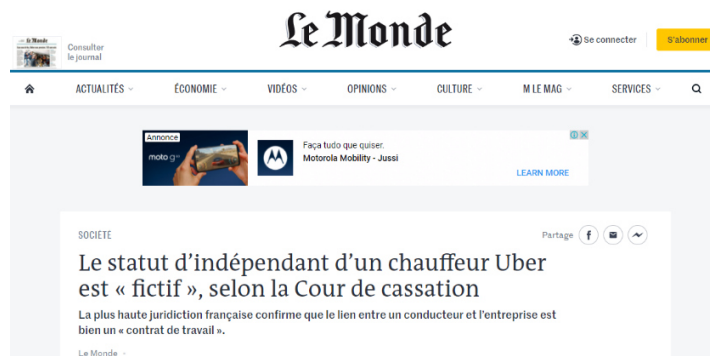 Le Monde
Consulter
le journal
Le Monde
Se connecter
S'abonner
ACTUALITÉS
ÉCONOMIE
VIDÉOS
OPINIONS
CULTURE
M LE MAG
SERVICES
Annonce
moto g
Faça tudo que quiser.
Motorola Mobility - Jussi
LEARN MORE
SOCIÉTÉ
Partage
Le statut d’indépendant d’un chauffeur Uber
est « fictif », selon la Cour de cassation
La plus haute juridiction française confirme que le lien entre un conducteur et l’entreprise est
bien un « contrat de travail ».
Le Monde